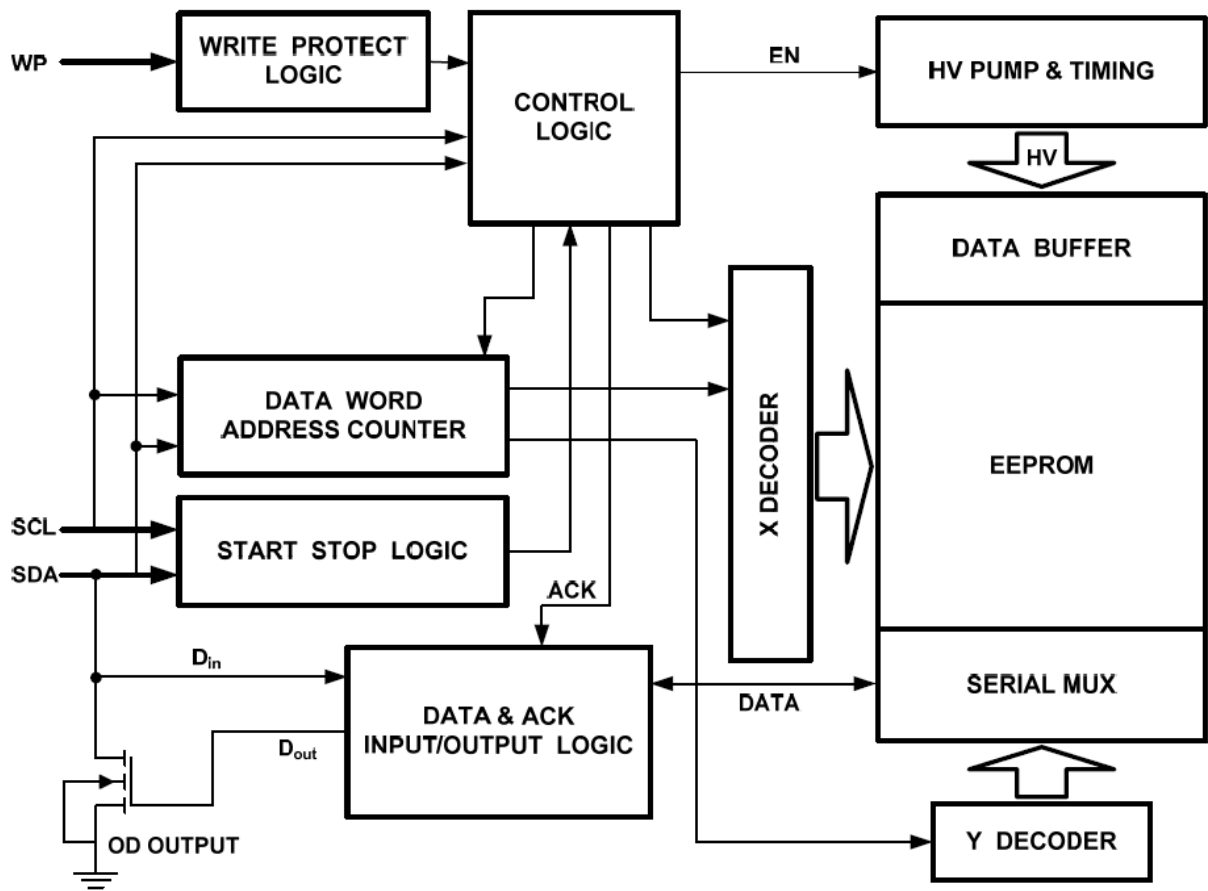 WP
WRITE PROTECT
LOGIC
CONTROL
LOGIC
EN
HV PUMP & TIMING
HV
DATA BUFFER
DATA WORD
ADDRESS COUNTER
X DECODER
EEPROM
SCL
START STOP LOGIC
SDA
ACK
Din
DATA & ACK
INPUT/OUTPUT LOGIC
DATA
SERIAL MUX
Dout
OD OUTPUT
Y DECODER